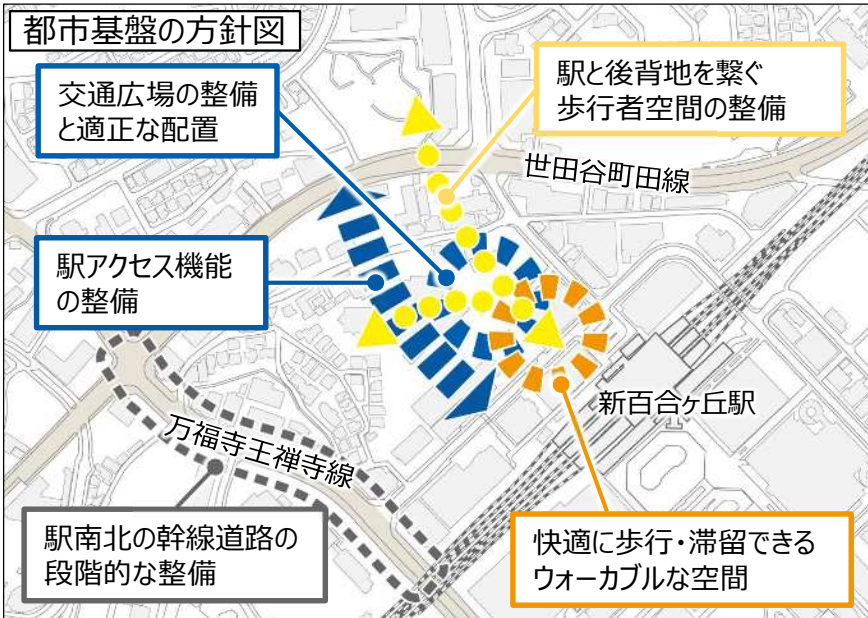 都市基盤の方針図
交通広場の整備
と適正な配置
駅と後背地を繋ぐ
歩行者空間の整備
世田谷町田線
駅アクセス機能
の整備
新百合ヶ丘駅
万福寺王禅寺線
駅南北の幹線道路の
段階的な整備
快適に歩行・滞留できる
ウォーカブルな空間